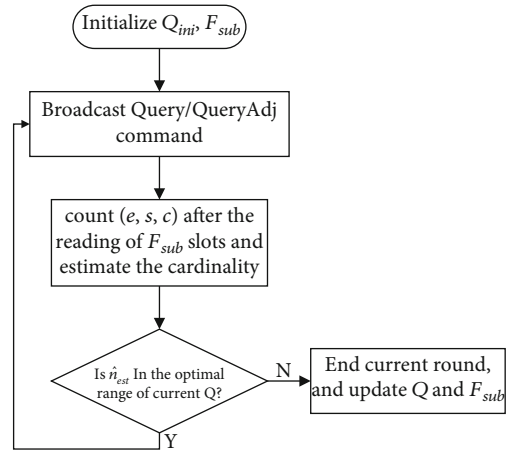 Initialize Q_ini, F_sub
Broadcast Query/QueryAdj
command
count (e, s, c) after the
reading of F_sub slots and
estimate the cardinality
Is n̂_est In the optimal
range of current Q?
N
End current round,
and update Q and F_sub
Y